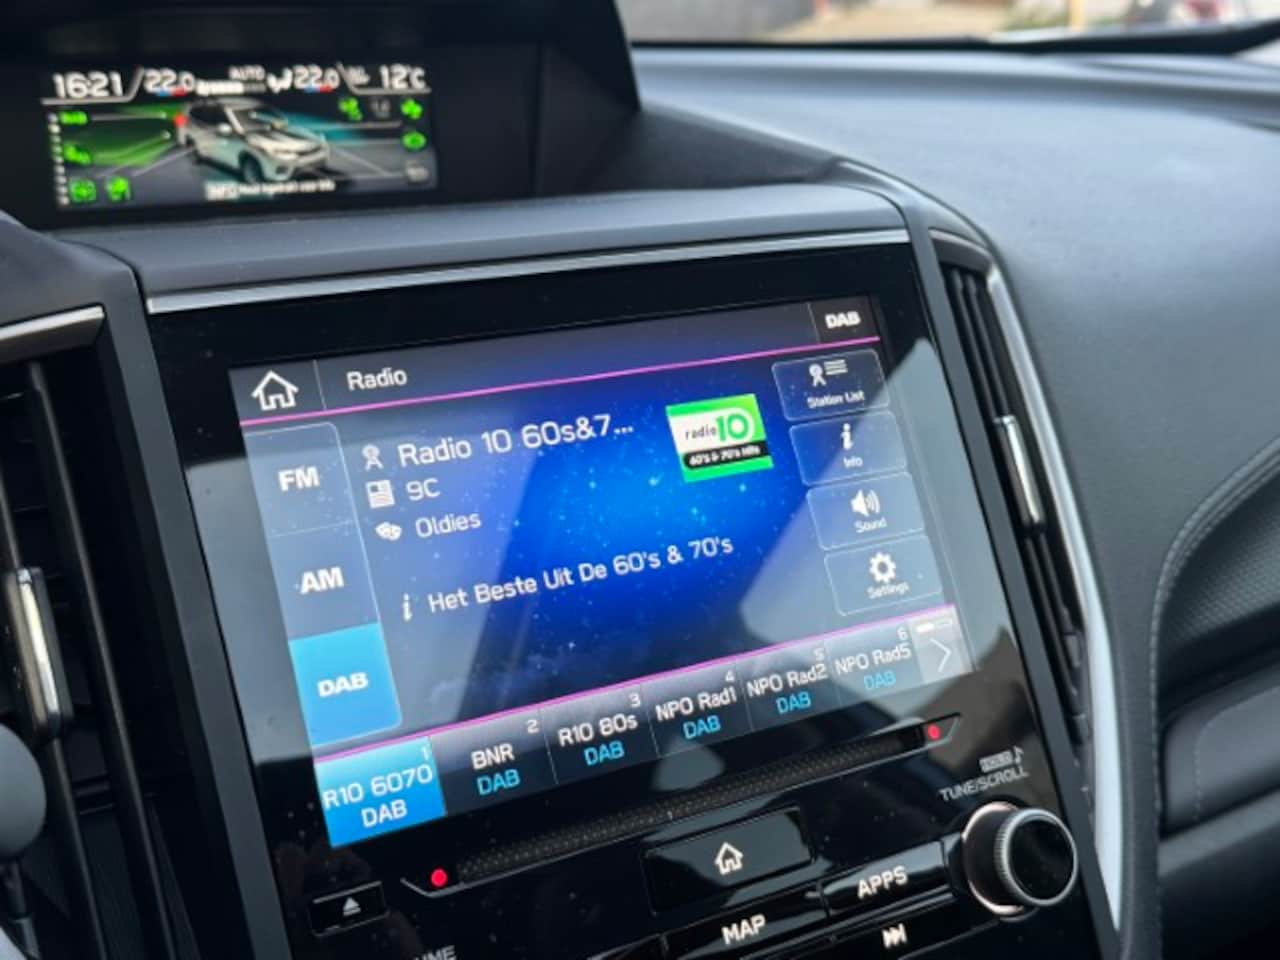 16:21 22.0 AUTO 22.0 12°C
Radio
DAB
FM
AM
DAB
Radio 10 60s&7...
9C
Oldies
Het Beste Uit De 60's & 70's
radio 10
60's & 70's Hits
Station List
Info
Sound
Settings
1
R10 6070
DAB
2
BNR
DAB
3
R10 80s
DAB
4
NPO Rad1
DAB
5
NPO Rad2
DAB
6
NPO Rad5
DAB
HOLD
TUNE/SCROLL
APPS
MAP